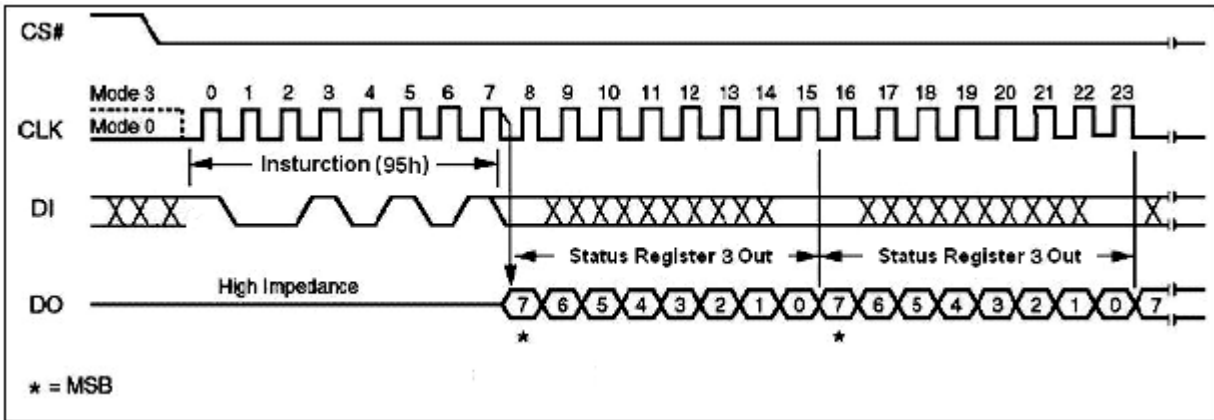 CS#
Mode 3 0 1 2 3 4 5 6 7 8 9 10 11 12 13 14 15 16 17 18 19 20 21 22 23
CLK Mode 0
Insturction (95h)
DI
Status Register 3 Out Status Register 3 Out
High Impedance
DO 7 6 5 4 3 2 1 0 7 6 5 4 3 2 1 0 7
* *
* = MSB